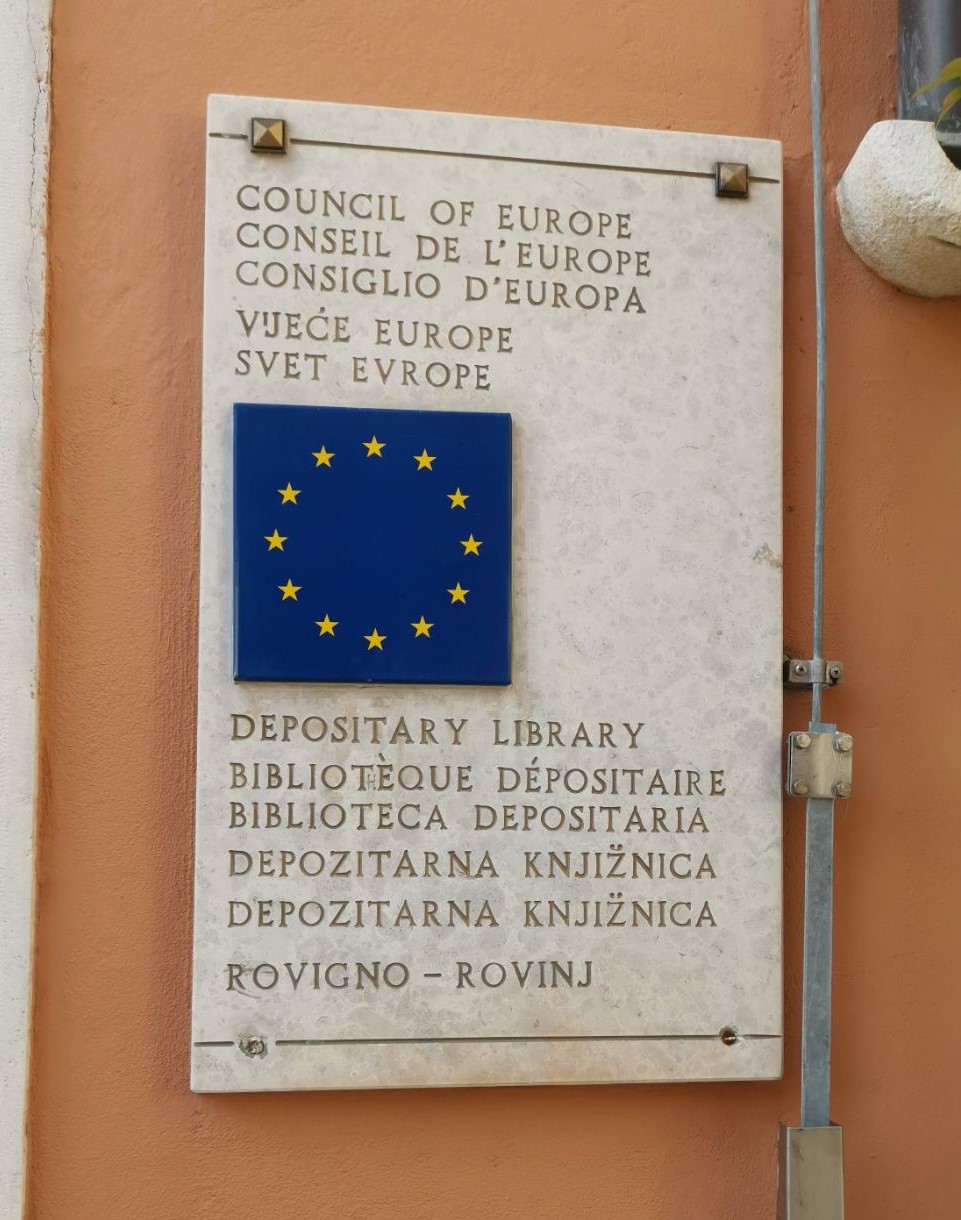 COUNCIL OF EUROPE
CONSEIL DE L'EUROPE
CONSIGLIO D'EUROPA
VIJEĆE EUROPE
SVET EVROPE
DEPOSITARY LIBRARY
BIBLIOTÈQUE DÉPOSITAIRE
BIBLIOTECA DEPOSITARIA
DEPOZITARNA KNJIŽNICA
DEPOZITARNA KNJIŽNICA
ROVIGNO – ROVINJ